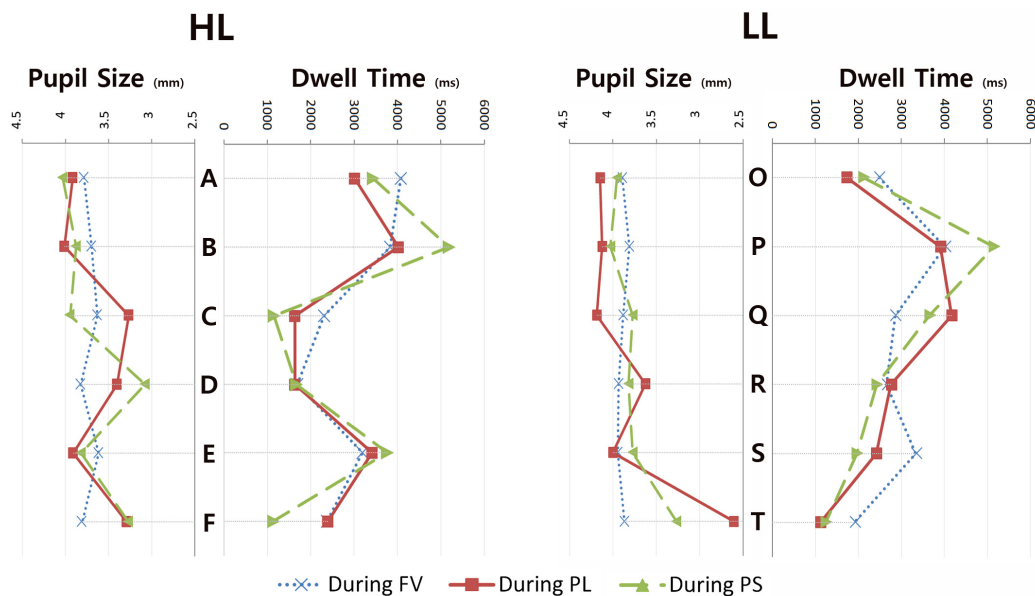 HL LL
Pupil Size (mm) Dwell Time (ms) Pupil Size (mm) Dwell Time (ms)
4.5 4 3.5 3 2.5 0 1000 2000 3000 4000 5000 6000 4.5 4 3.5 3 2.5 0 1000 2000 3000 4000 5000 6000
A O
B P
C Q
D R
E S
F T
During FV During PL During PS